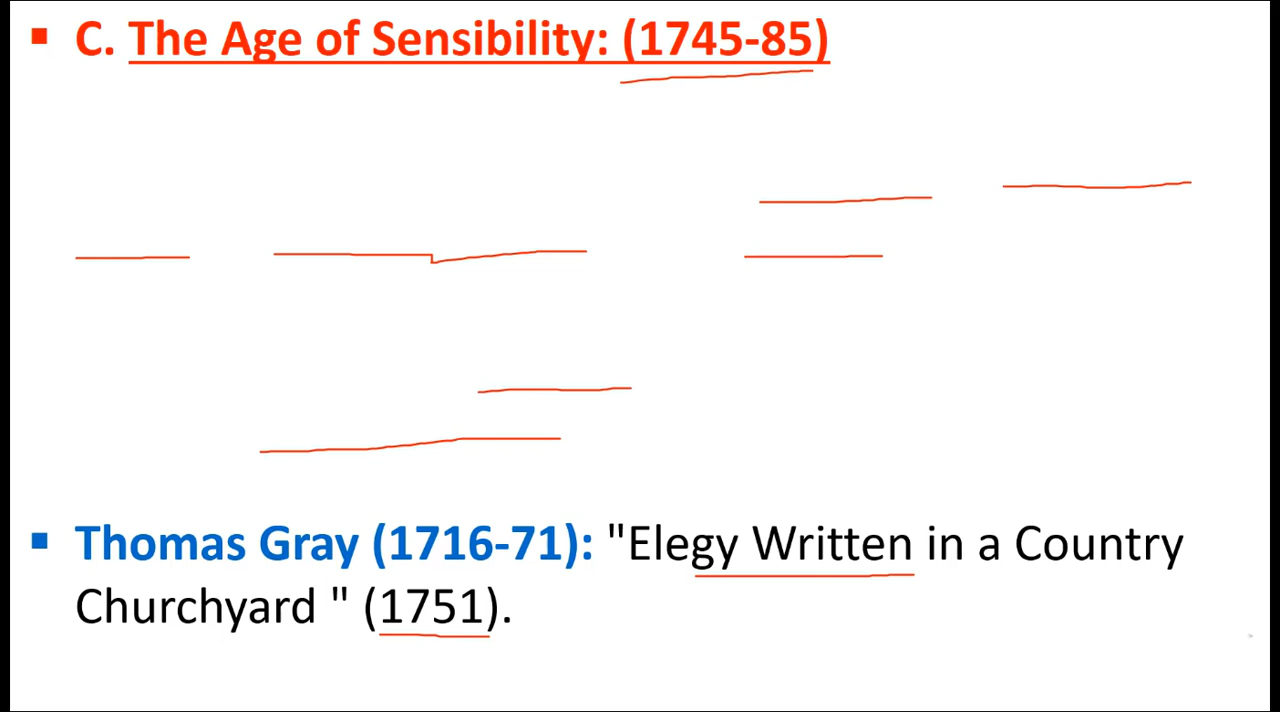 ▪ C. The Age of Sensibility: (1745-85)
▪ Thomas Gray (1716-71): "Elegy Written in a Country
Churchyard " (1751).